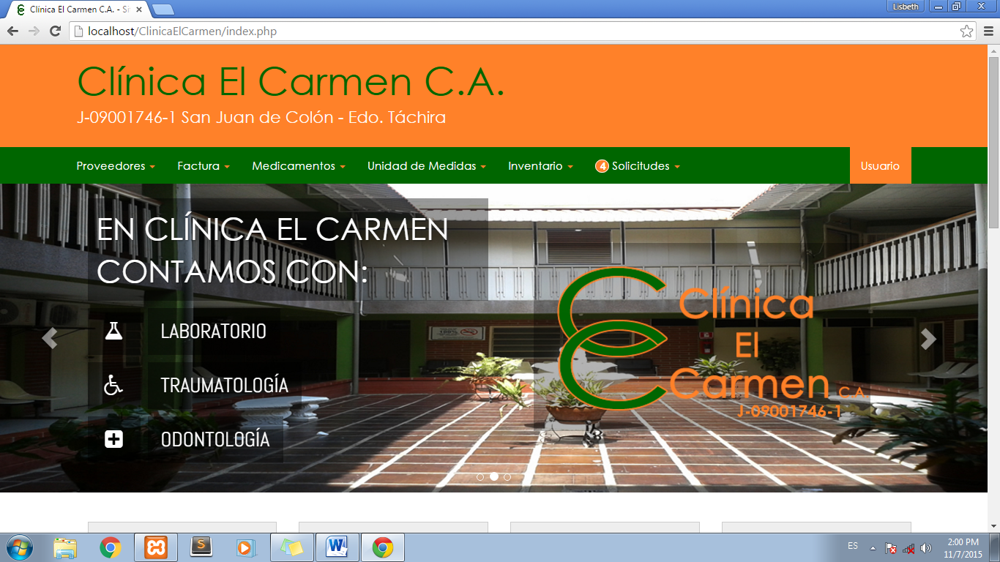 Clínica El Carmen C.A. - Si
Lisbeth
localhost/ClinicaElCarmen/index.php
Clínica El Carmen C.A.
J-09001746-1 San Juan de Colón - Edo. Táchira
Proveedores Factura Medicamentos Unidad de Medidas Inventario 4 Solicitudes Usuario
EN CLÍNICA EL CARMEN
CONTAMOS CON:
LABORATORIO
TRAUMATOLOGÍA
ODONTOLOGÍA
Clínica
El
Carmen C.A.
J-09001746-1
100%
ES
2:00 PM
11/7/2015